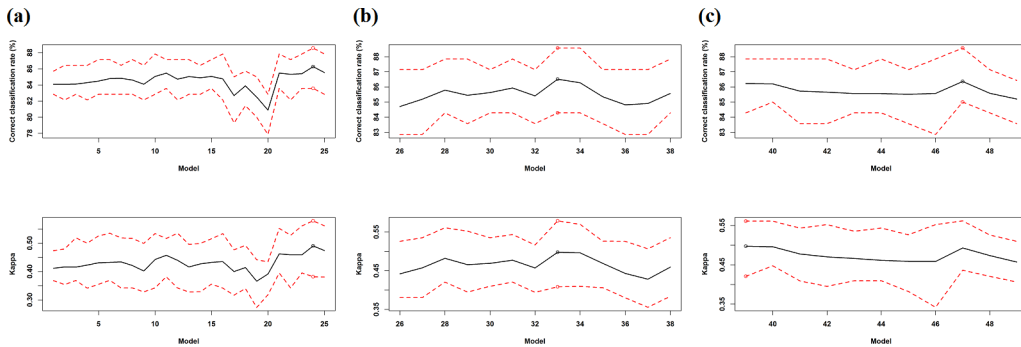 (a)
(b)
(c)
Correct classification rate (%)
78 80 82 84 86 88
5 10 15 20 25
Model
Correct classification rate (%)
83 84 85 86 87 88
26 28 30 32 34 36 38
Model
Correct classification rate (%)
83 84 85 86 87 88
40 42 44 46 48
Model
Kappa
0.30 0.40 0.50
5 10 15 20 25
Model
Kappa
0.35 0.45 0.55
26 28 30 32 34 36 38
Model
Kappa
0.35 0.45 0.55
40 42 44 46 48
Model